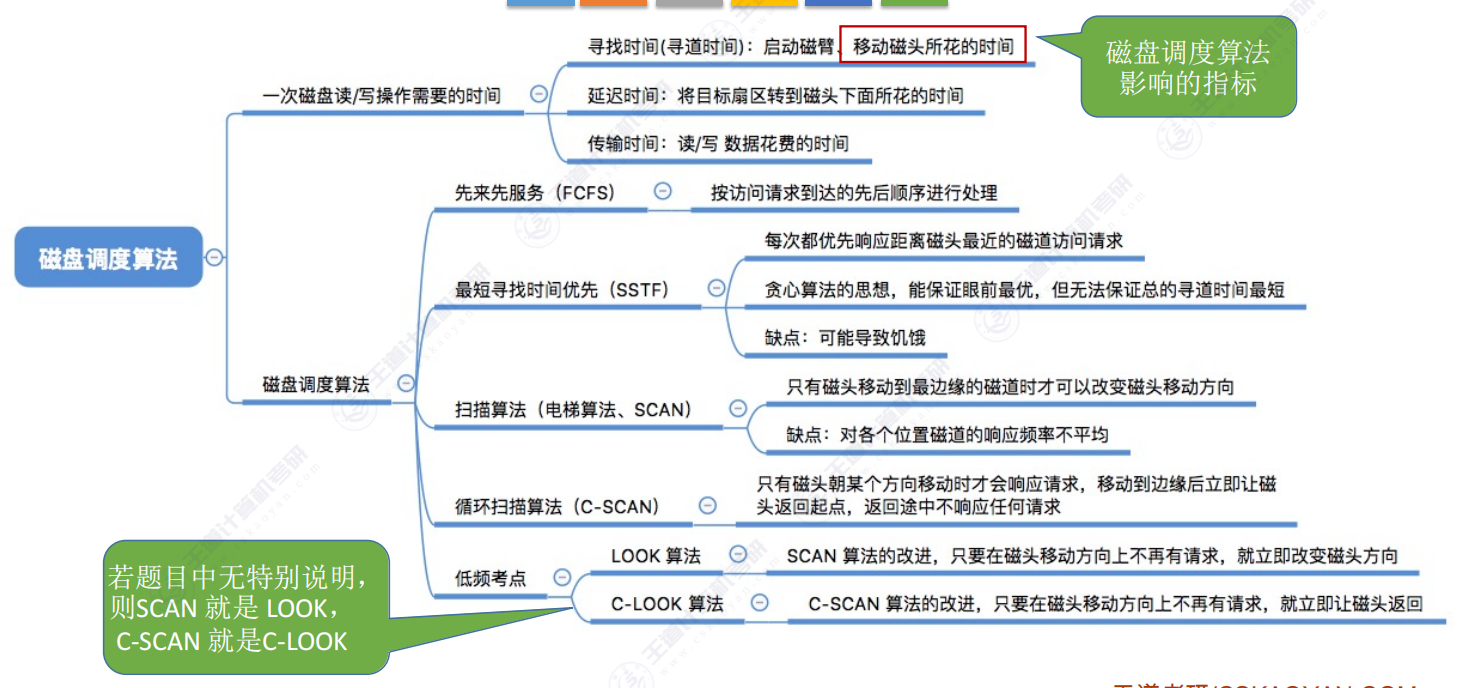 寻找时间(寻道时间)：启动磁臂、移动磁头所花的时间
磁盘调度算法
影响的指标
一次磁盘读/写操作需要的时间
延迟时间：将目标扇区转到磁头下面所花的时间
传输时间：读/写 数据花费的时间
先来先服务（FCFS）
按访问请求到达的先后顺序进行处理
每次都优先响应距离磁头最近的磁道访问请求
磁盘调度算法
最短寻找时间优先（SSTF）
贪心算法的思想，能保证眼前最优，但无法保证总的寻道时间最短
缺点：可能导致饥饿
磁盘调度算法
只有磁头移动到最边缘的磁道时才可以改变磁头移动方向
扫描算法（电梯算法、SCAN）
缺点：对各个位置磁道的响应频率不平均
只有磁头朝某个方向移动时才会响应请求，移动到边缘后立即让磁
头返回起点，返回途中不响应任何请求
循环扫描算法（C-SCAN）
低频考点
LOOK 算法
SCAN 算法的改进，只要在磁头移动方向上不再有请求，就立即改变磁头方向
C-LOOK 算法
C-SCAN 算法的改进，只要在磁头移动方向上不再有请求，就立即让磁头返回
若题目中无特别说明，
则SCAN 就是 LOOK，
C-SCAN 就是C-LOOK
王道计算机考研